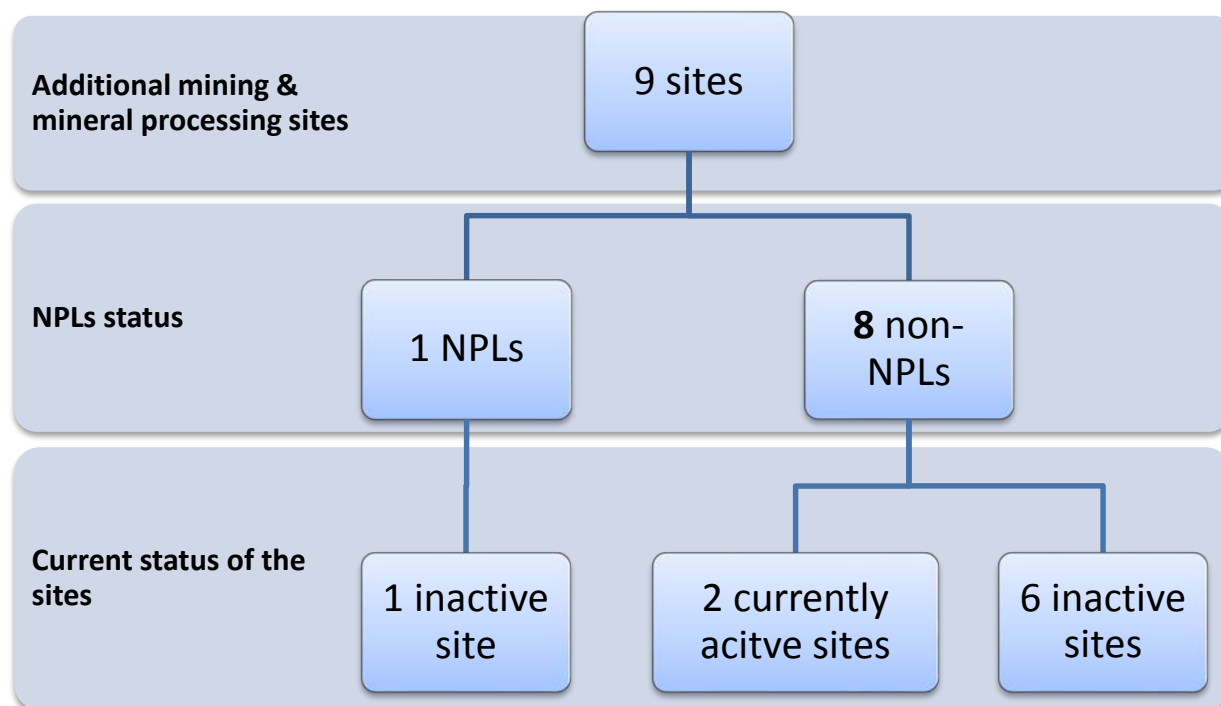 Additional mining &
mineral processing sites
9 sites
NPLs status
1 NPLs
8 non-
NPLs
Current status of the
sites
1 inactive
site
2 currently
acitve sites
6 inactive
sites